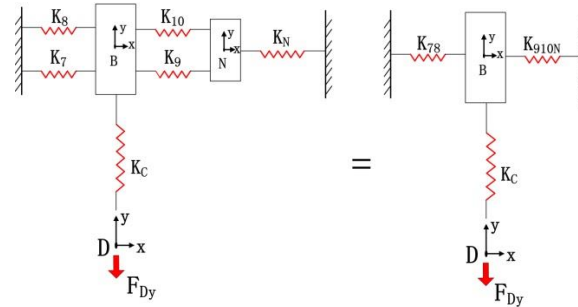 K8 K10
y y
x x
B N
KN
K7 K9
KC
y
D x
FDy
=
y
x
B
K78 K910N
KC
y
D x
FDy